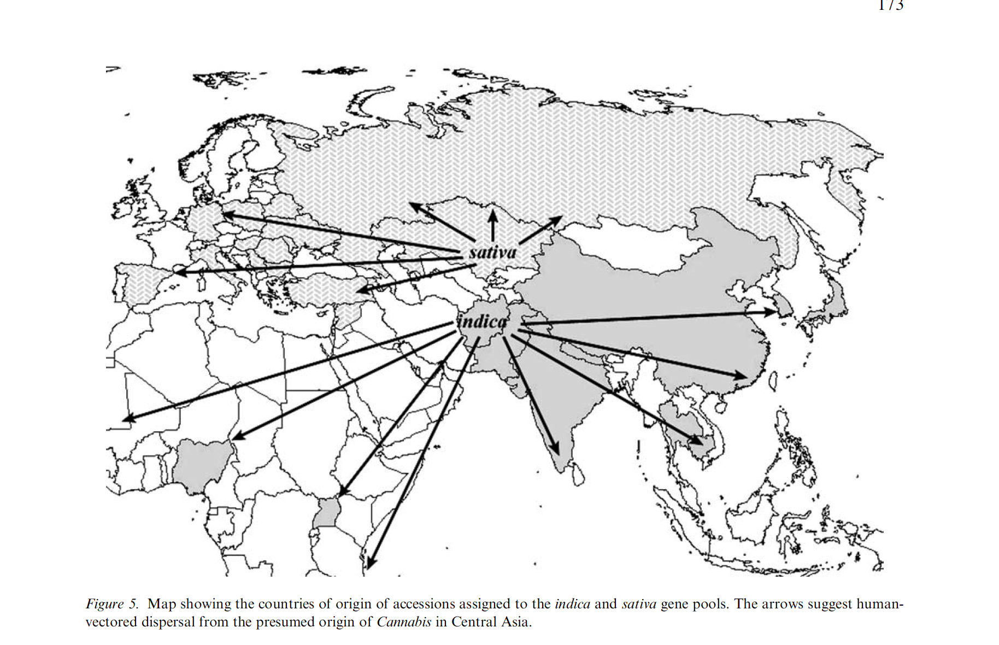 173
sativa
indica
Figure 5. Map showing the countries of origin of accessions assigned to the indica and sativa gene pools. The arrows suggest human-
vectored dispersal from the presumed origin of Cannabis in Central Asia.